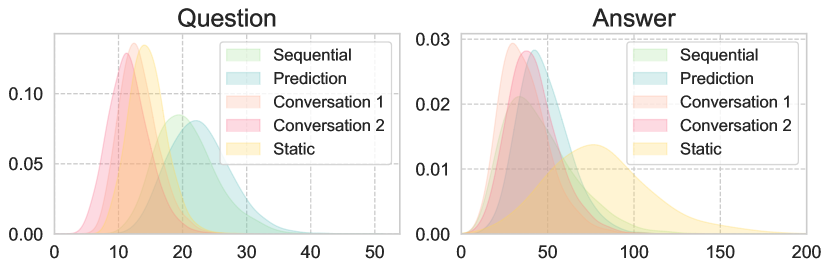 Question
0.10
0.05
0.00
0
10
20
30
40
50
Sequential
Prediction
Conversation 1
Conversation 2
Static
Answer
0.03
0.02
0.01
0.00
0
50
100
150
200
Sequential
Prediction
Conversation 1
Conversation 2
Static